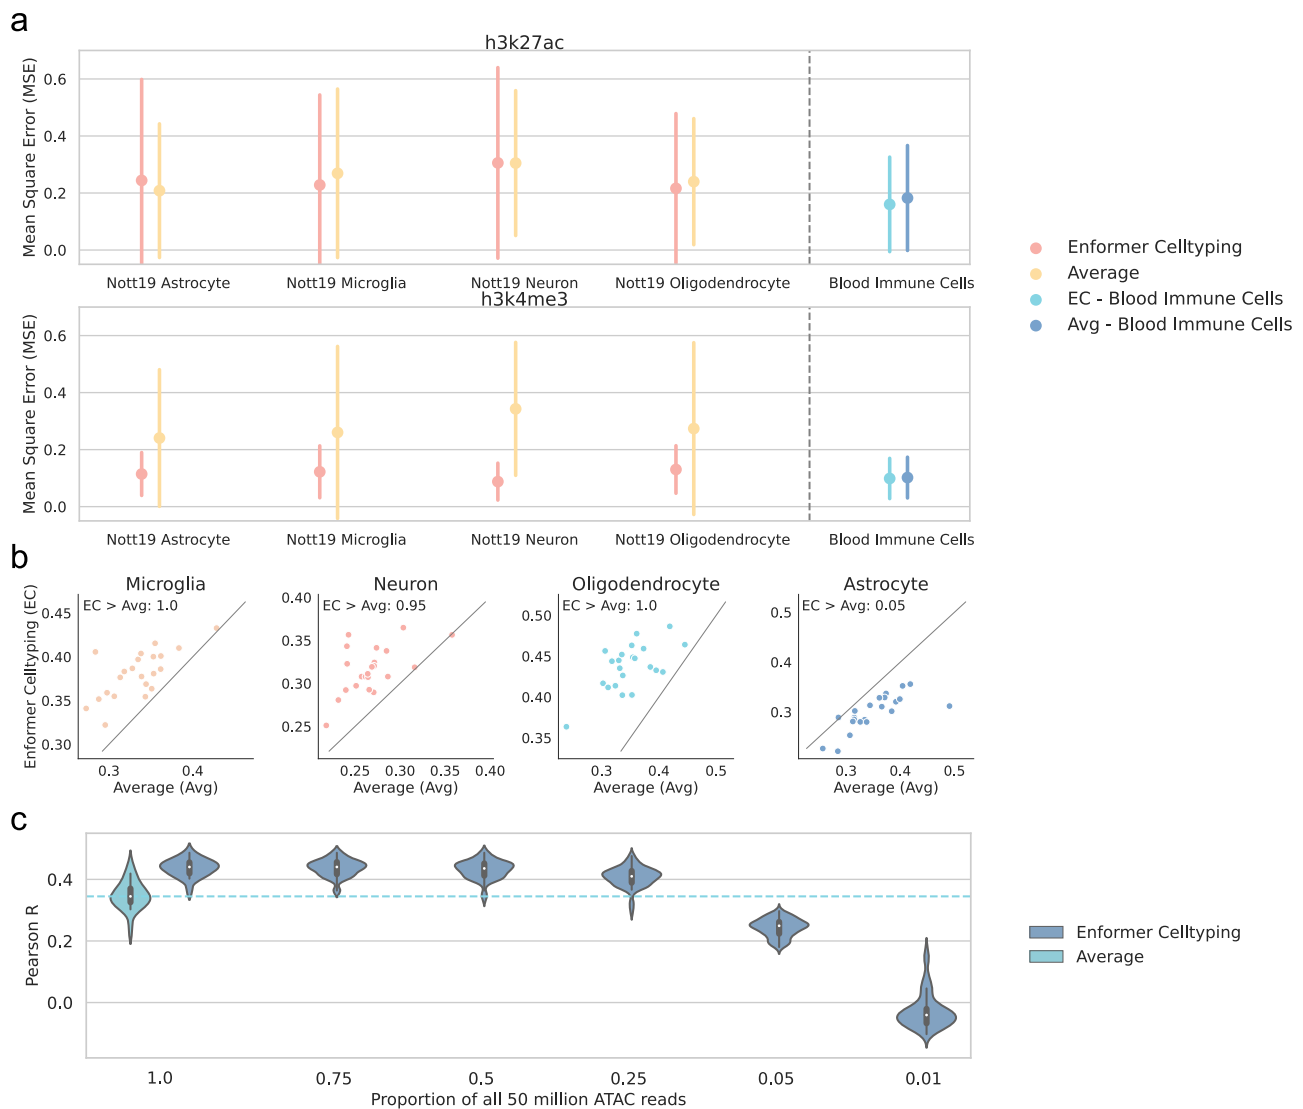 a
h3k27ac
Mean Square Error (MSE)
0.6
0.4
0.2
0.0
Nott19 Astrocyte Nott19 Microglia Nott19 Neuron Nott19 Oligodendrocyte Blood Immune Cells
Enformer Celltyping
Average
EC - Blood Immune Cells
Avg - Blood Immune Cells
h3k4me3
Mean Square Error (MSE)
0.6
0.4
0.2
0.0
Nott19 Astrocyte Nott19 Microglia Nott19 Neuron Nott19 Oligodendrocyte Blood Immune Cells
b
Enformer Celltyping (EC)
Microglia
EC > Avg: 1.0
0.45
0.40
0.35
0.30
0.3 0.4
Average (Avg)
Neuron
EC > Avg: 0.95
0.40
0.35
0.30
0.25
0.25 0.30 0.35 0.40
Average (Avg)
Oligodendrocyte
EC > Avg: 1.0
0.50
0.45
0.40
0.35
0.3 0.4 0.5
Average (Avg)
Astrocyte
EC > Avg: 0.05
0.5
0.4
0.3
0.3 0.4 0.5
Average (Avg)
c
Pearson R
0.4
0.2
0.0
1.0 0.75 0.5 0.25 0.05 0.01
Proportion of all 50 million ATAC reads
Enformer Celltyping
Average